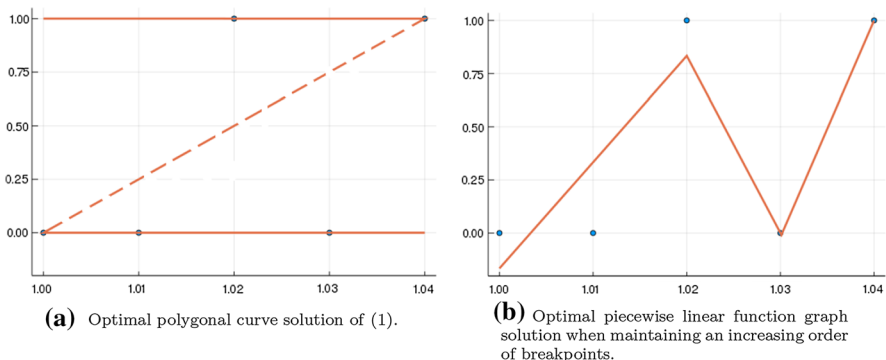 1.00
0.75
0.50
0.25
0.00
1.00 1.01 1.02 1.03 1.04
(a) Optimal polygonal curve solution of (1).
1.00
0.75
0.50
0.25
0.00
1.00 1.01 1.02 1.03 1.04
(b) Optimal piecewise linear function graph
solution when maintaining an increasing order
of breakpoints.